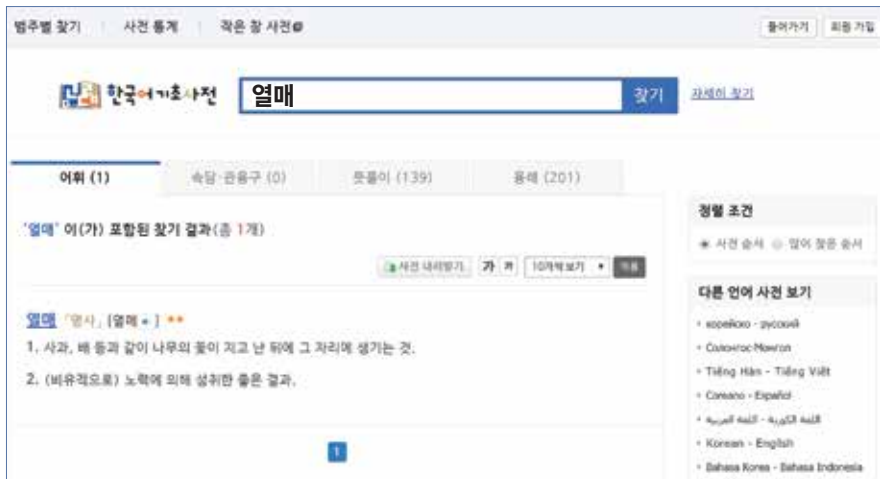 범주별 찾기 사전 통계 작은 창 사전
들어가기 회원 가입
한국어기초사전 열매 찾기 자세히 찾기
어휘 (1) 속담·관용구 (0) 뜻풀이 (139) 용례 (201)
'열매' 이(가) 포함된 찾기 결과(총 1개)
사전 내려받기 가 가 10개씩 보기 적용
열매 「명사」 [열매] ★★
1. 사과, 배 등과 같이 나무의 꽃이 지고 난 뒤에 그 자리에 생기는 것.
2. (비유적으로) 노력에 의해 성취한 좋은 결과.
1
정렬 조건
사전 순서 많이 찾은 순서
다른 언어 사전 보기
корейско - русский
Солонгос-Монгол
Tiếng Hàn - Tiếng Việt
Coreano - Español
اللغة الكورية - اللغة العربية
Korean - English
Bahasa Korea - Bahasa Indonesia